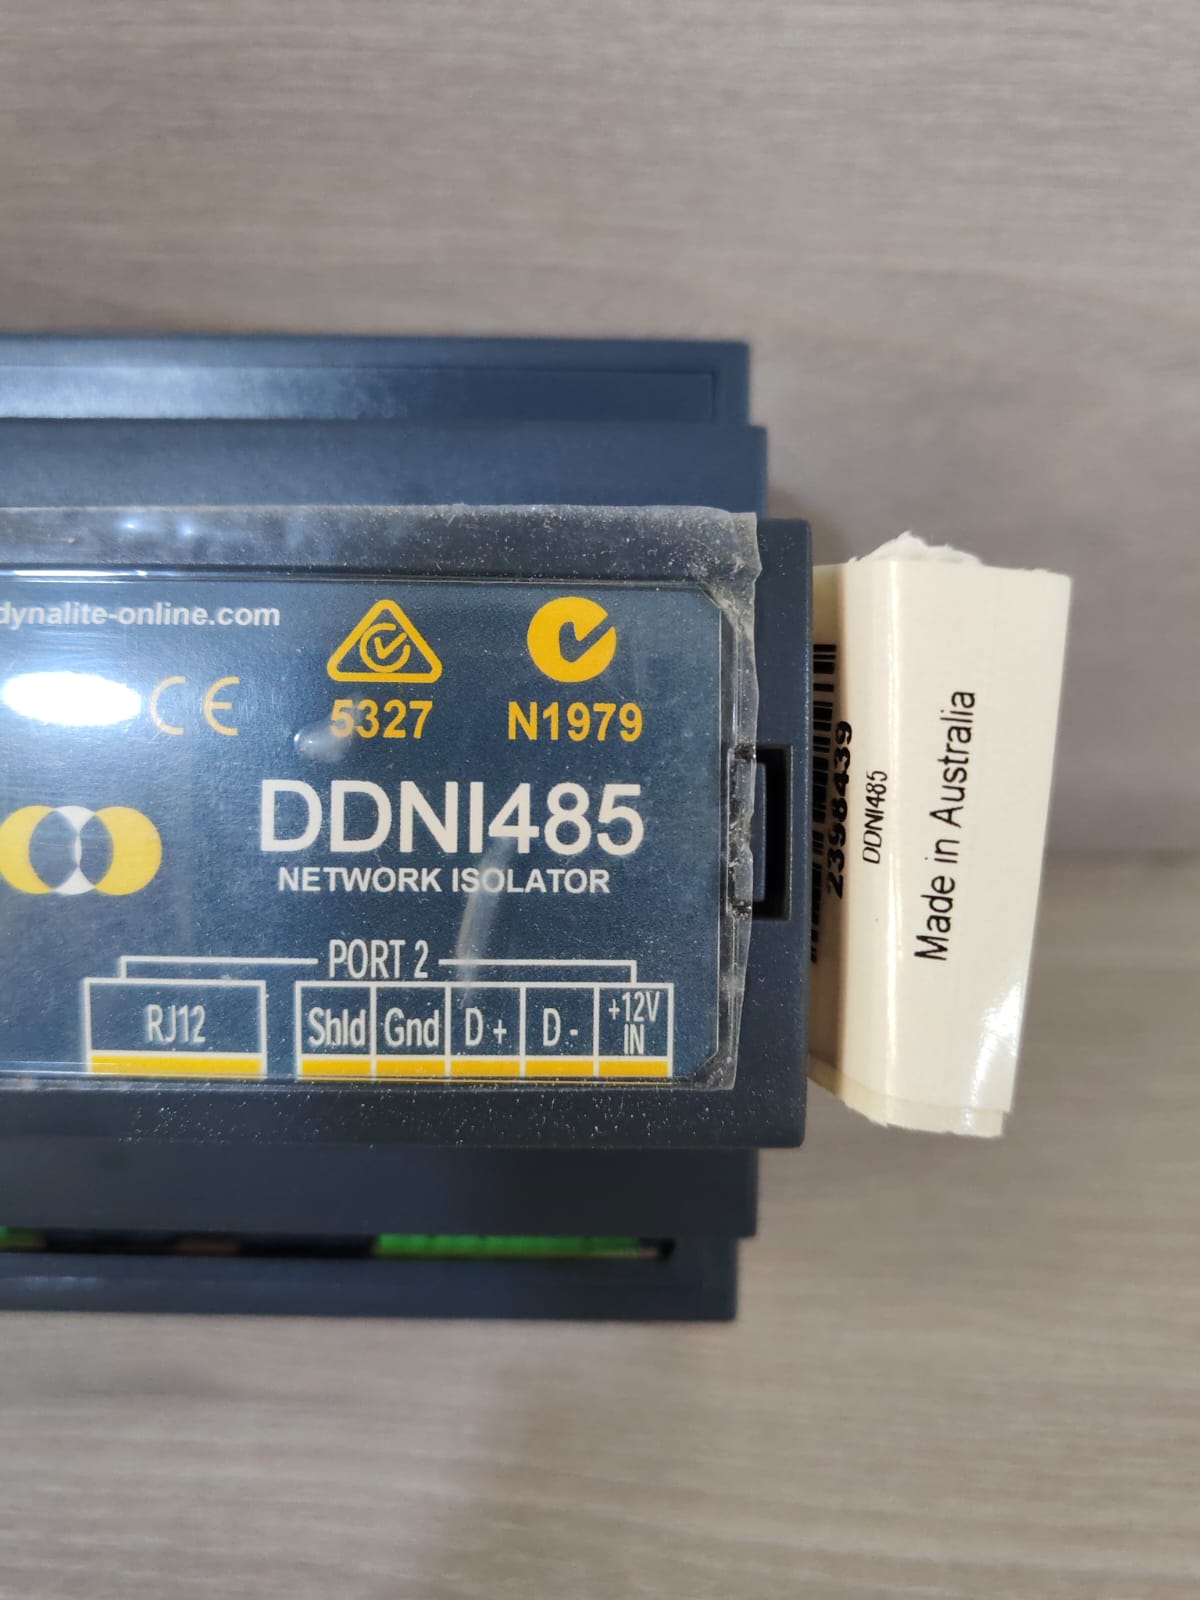 dynalite-online.com
CE
5327
N1979
DDNI485
NETWORK ISOLATOR
PORT 2
RJ12
Shld Gnd D+ D- +12V IN
2398439
DDNI485
Made in Australia